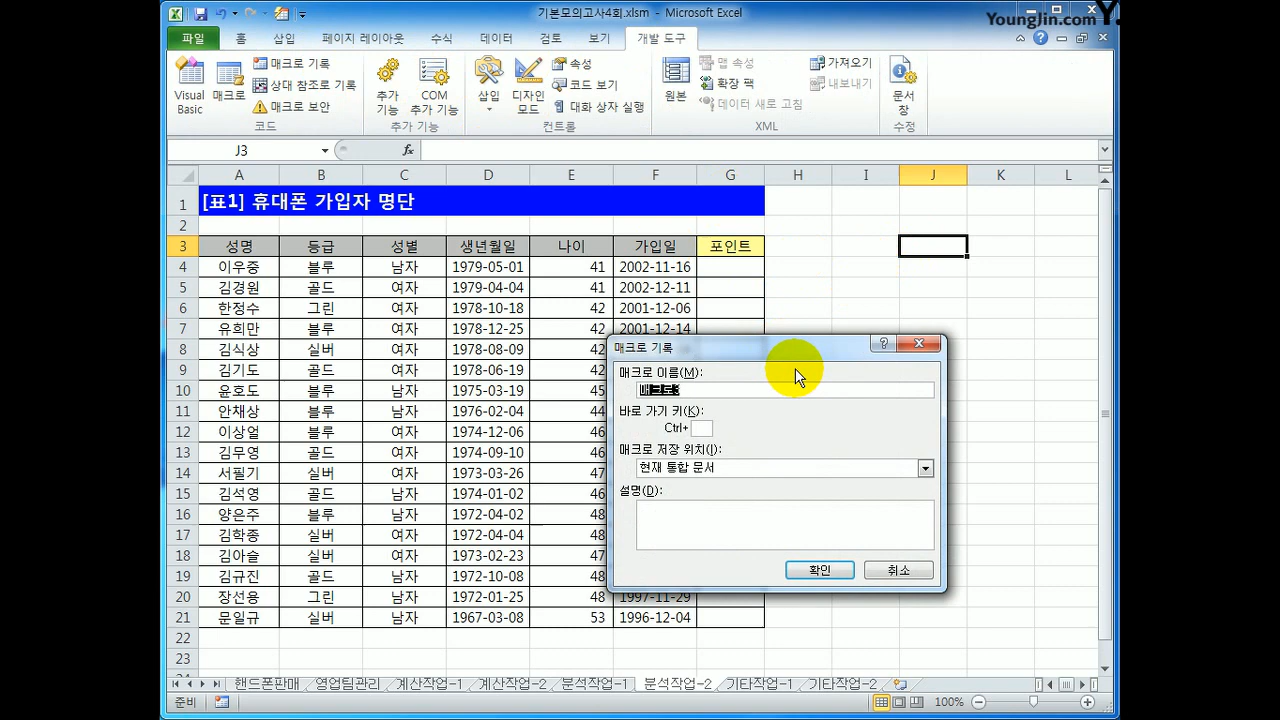 기본모의고사4회.xlsm - Microsoft Excel
YoungJin.com Y.
파일 홈 삽입 페이지 레이아웃 수식 데이터 검토 보기 개발 도구
Visual Basic
매크로
매크로 기록
상대 참조로 기록
매크로 보안
코드
추가 기능
COM 추가 기능
추가 기능
삽입
디자인 모드
속성
코드 보기
대화 상자 실행
컨트롤
원본
맵 속성
확장 팩
데이터 새로 고침
가져오기
내보내기
XML
문서 창
수정
J3 fx
A B C D E F G H I J K L
1 [표1] 휴대폰 가입자 명단
2
3 성명 등급 성별 생년월일 나이 가입일 포인트
4 이우중 블루 남자 1979-05-01 41 2002-11-16
5 김경원 골드 여자 1979-04-04 41 2002-12-11
6 한정수 그린 여자 1978-10-18 42 2001-12-06
7 유희만 블루 여자 1978-12-25 42 2001-12-14
8 김식상 실버 여자 1978-08-09 42
9 김기도 골드 여자 1978-06-19 42
10 윤호도 블루 남자 1975-03-19 45
11 안채상 블루 남자 1976-02-04 44
12 이상얼 블루 여자 1974-12-06 46
13 김무영 골드 여자 1974-09-10 46
14 서필기 실버 여자 1973-03-26 47
15 김석영 골드 남자 1974-01-02 46
16 양은주 블루 남자 1972-04-02 48
17 김학종 실버 여자 1972-04-04 48
18 김아솔 실버 여자 1973-02-23 47
19 김규진 골드 남자 1972-10-08 48
20 장선용 그린 남자 1972-01-25 48 1997-11-29
21 문일규 실버 남자 1967-03-08 53 1996-12-04
22
23
매크로 기록
매크로 이름(M):
매크로3
바로 가기 키(K):
Ctrl+
매크로 저장 위치(I):
현재 통합 문서
설명(D):
확인 취소
핸드폰판매 영업팀관리 계산작업-1 계산작업-2 분석작업-1 분석작업-2 기타작업-1 기타작업-2
준비 100%